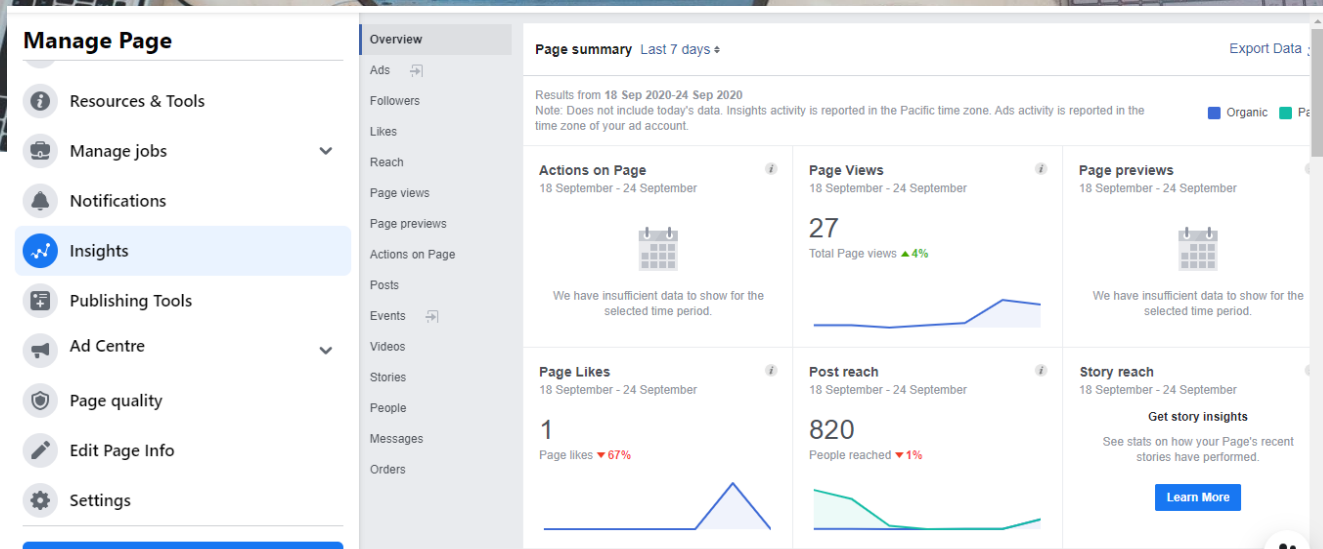 Manage Page
Resources & Tools
Manage jobs
Notifications
Insights
Publishing Tools
Ad Centre
Page quality
Edit Page Info
Settings
Overview
Ads
Followers
Likes
Reach
Page views
Page previews
Actions on Page
Posts
Events
Videos
Stories
People
Messages
Orders
Page summary Last 7 days
Export Data
Results from 18 Sep 2020-24 Sep 2020
Note: Does not include today's data. Insights activity is reported in the Pacific time zone. Ads activity is reported in the
time zone of your ad account.
Organic
Actions on Page
18 September - 24 September
We have insufficient data to show for the
selected time period.
Page Views
18 September - 24 September
27
Total Page views 4%
Page previews
18 September - 24 September
We have insufficient data to show for the
selected time period.
Page Likes
18 September - 24 September
1
Page likes 67%
Post reach
18 September - 24 September
820
People reached 1%
Story reach
18 September - 24 September
Get story insights
See stats on how your Page's recent
stories have performed.
Learn More